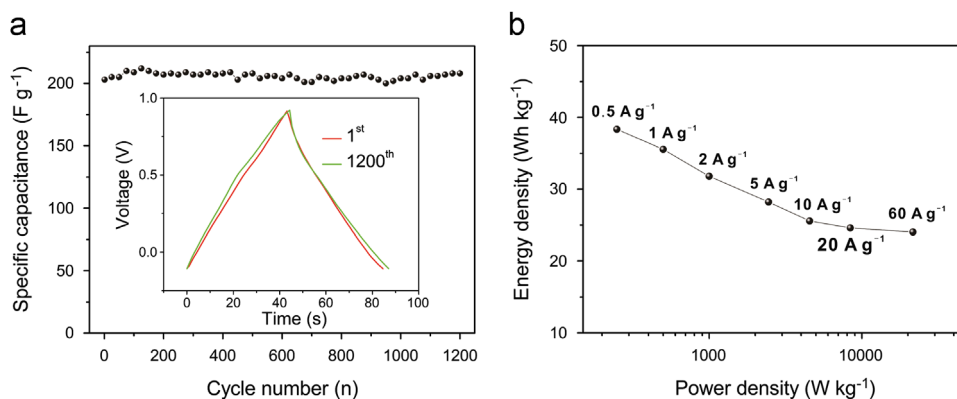 a
Specific capacitance (F g⁻¹)
250
200
150
100
50
0
0 200 400 600 800 1000 1200
Cycle number (n)
Voltage (V)
1.0
0.5
0.0
1st
1200th
0 20 40 60 80 100
Time (s)
b
Energy density (Wh kg⁻¹)
50
40
30
20
10
0.5 A g⁻¹
1 A g⁻¹
2 A g⁻¹
5 A g⁻¹
10 A g⁻¹
20 A g⁻¹
60 A g⁻¹
1000 10000
Power density (W kg⁻¹)